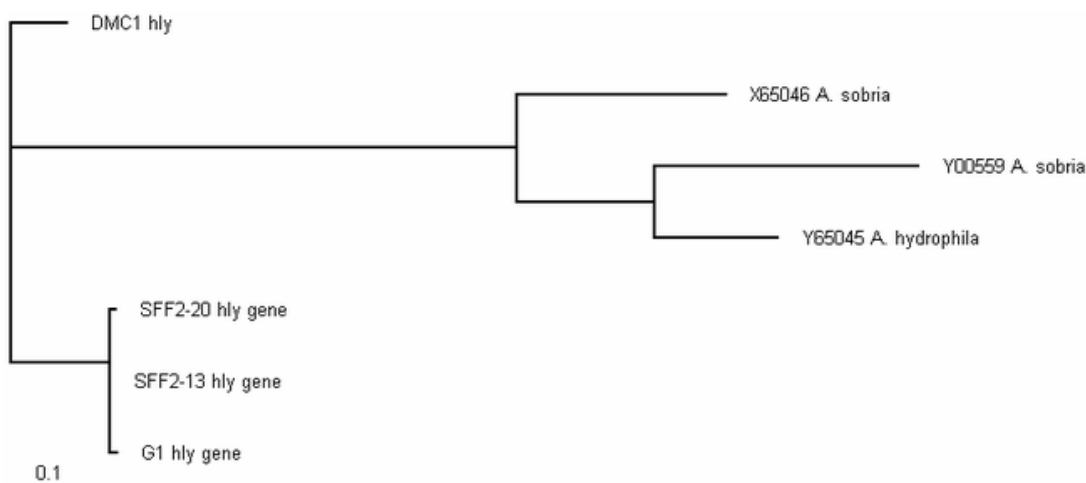 DMC1 hly
X65046 A. sobria
Y00559 A. sobria
Y65045 A. hydrophila
SFF2-20 hly gene
SFF2-13 hly gene
G1 hly gene
0.1